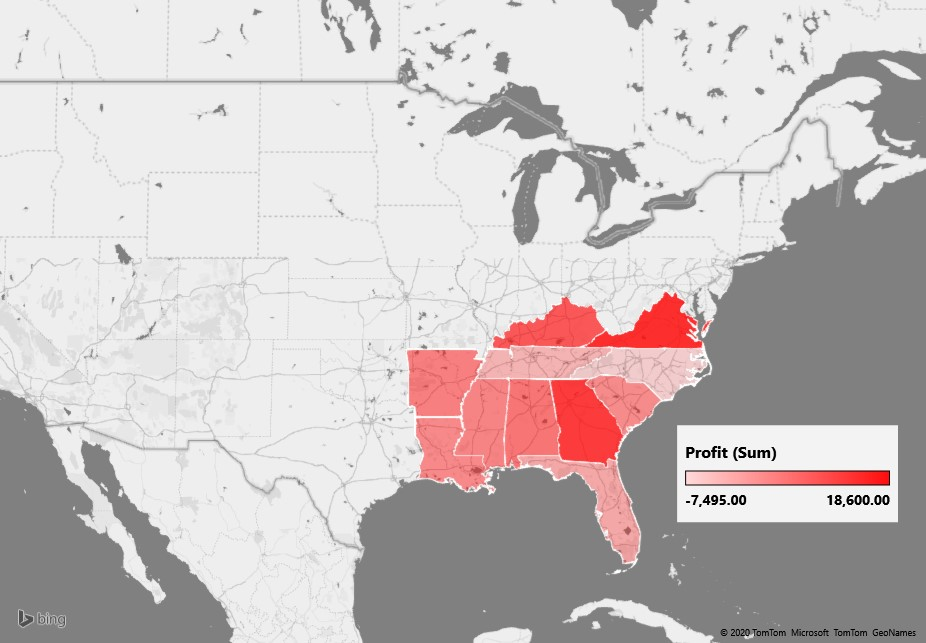 Profit (Sum)
-7,495.00 18,600.00
bing
© 2020 TomTom Microsoft TomTom GeoNames